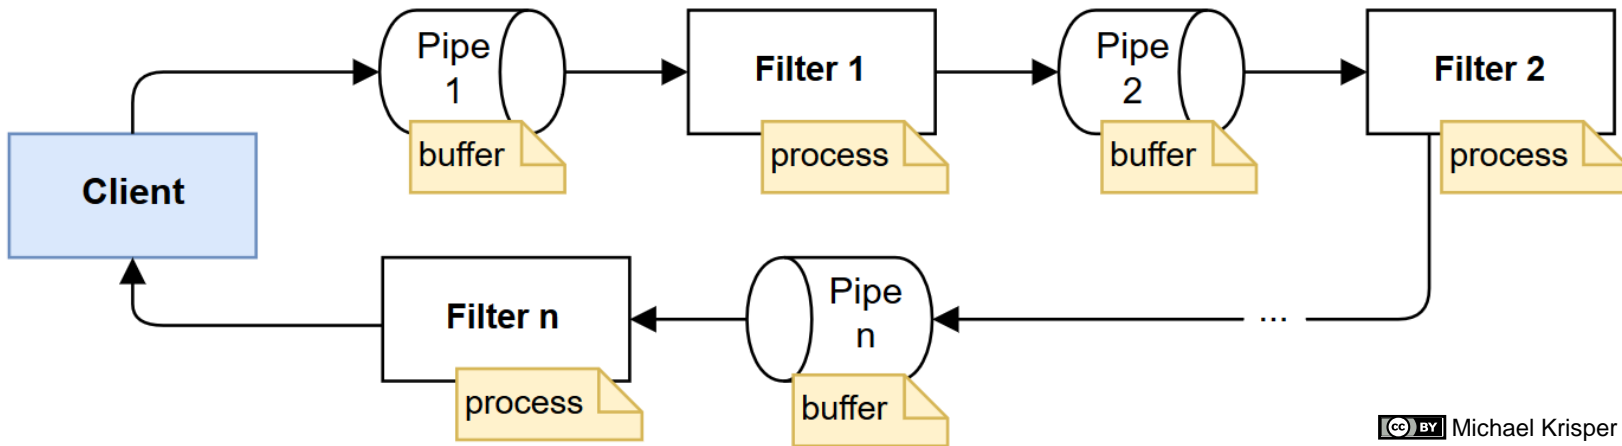 Pipe
1
buffer
Filter 1
process
Pipe
2
buffer
Filter 2
process
Client
Filter n
process
Pipe
n
buffer
...
cc BY Michael Krisper